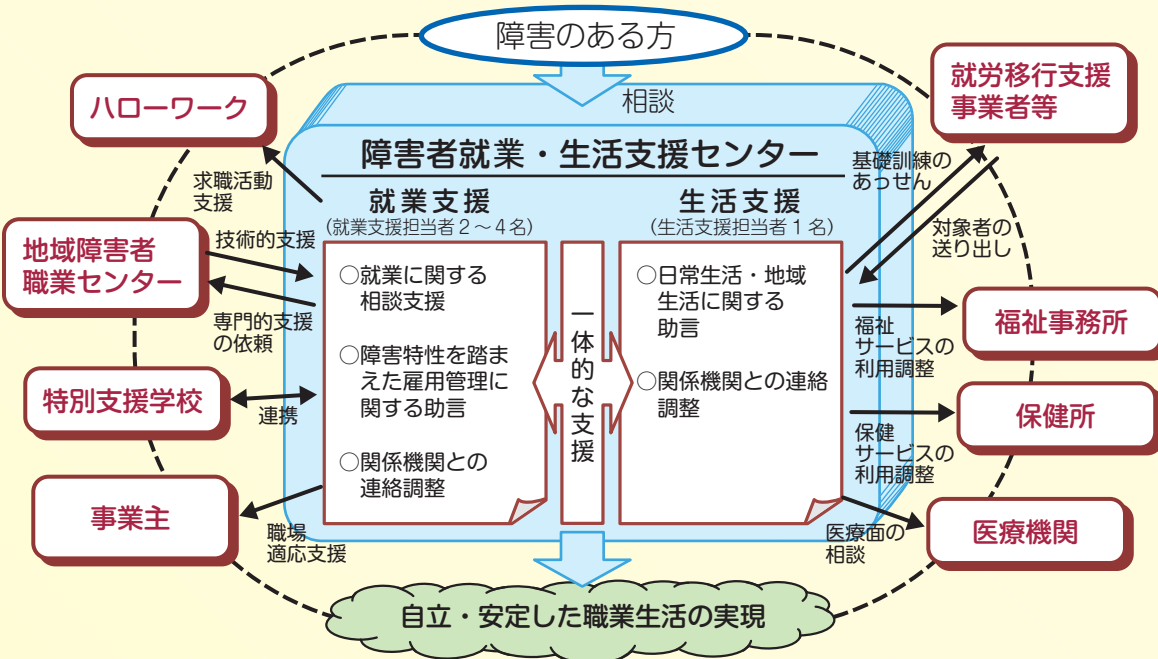 障害のある方
相談
ハローワーク
就労移行支援
事業者等
障害者就業・生活支援センター
求職活動
支援
基礎訓練の
あっせん
就業支援
(就業支援担当者2〜4名)
生活支援
(生活支援担当者1名)
地域障害者
職業センター
技術的支援
対象者の
送り出し
○就業に関する
相談支援
○障害特性を踏ま
えた雇用管理に
関する助言
○関係機関との
連絡調整
一体的な支援
○日常生活・地域
生活に関する
助言
○関係機関との連絡
調整
専門的支援
の依頼
福祉事務所
福祉
サービスの
利用調整
特別支援学校
連携
保健所
保健
サービスの
利用調整
事業主
職場
適応支援
医療機関
医療面の
相談
自立・安定した職業生活の実現